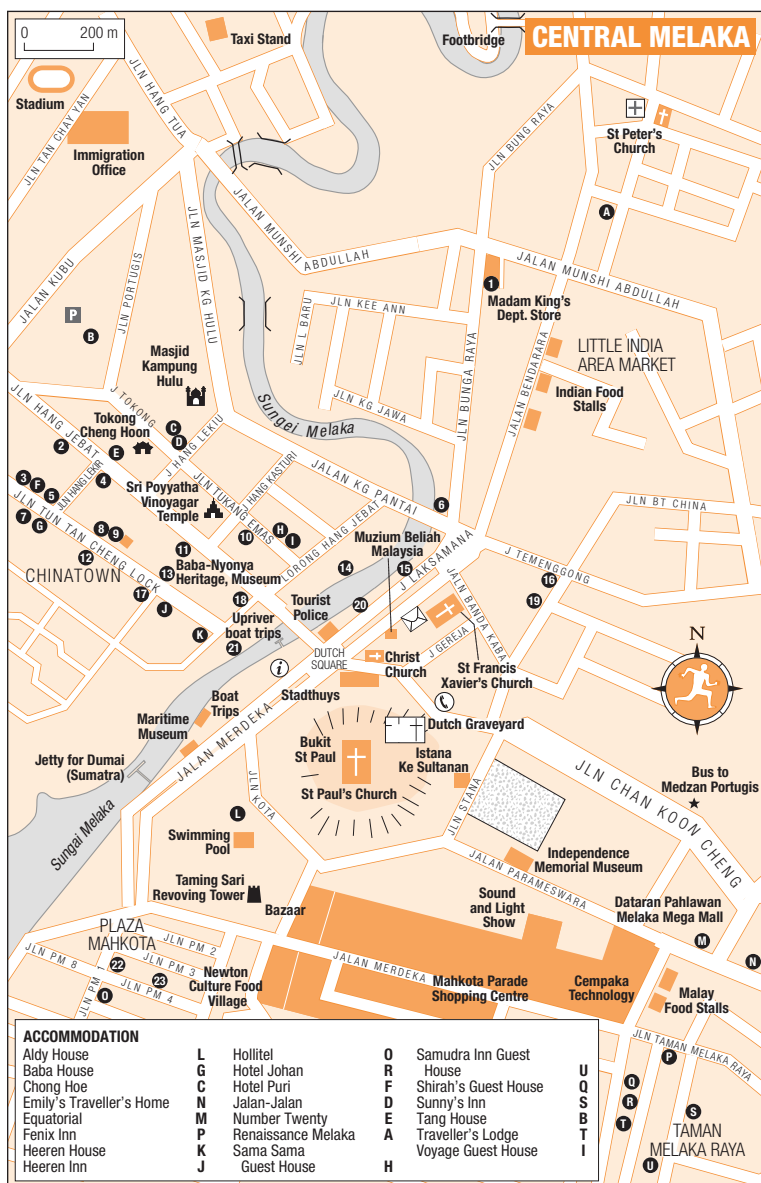 CENTRAL MELAKA
0 200 m
Taxi Stand
Footbridge
Stadium
Immigration
Office
St Peter's
Church
JLN TAN CHAY YAN
JLN HANG TUA
JLN BUNG RAYA
A
JALAN MUNSHI ABDULLAH
JALAN MUNSHI ABDULLAH
JALAN KUBU
JLN PORTUGIS
JLN MASJID KG HULU
1
Madam King's
Dept. Store
P
B
JLN L BARU
JLN KEE ANN
LITTLE INDIA
AREA MARKET
Masjid
Kampung
Hulu
JLN BUNGA RAYA
JALAN BENDARARA
Indian Food
Stalls
JLN HANG JEBAT
J TOKONG
JLN KG JAWA
Sungei Melaka
Tokong
Cheng Hoon
C
D
2
E
J HANG LEKIU
JALAN KG PANTAI
JLN BT CHINA
3
F
5
4
JLN HANG LEKIR
Sri Poyyatha
Vinoyagar
Temple
JLN TUKANG EMAS
J HANG KASTURI
6
7
G
JLN TUN TAN CHENG LOCK
8
9
10
H
I
LORONG HANG JEBAT
Muzium Beliah
Malaysia
J LAKSAMANA
J TEMENGGONG
12
11
13
CHINATOWN
Baba-Nyonya
Heritage, Museum
14
15
16
19
17
J
18
Tourist
Police
20
JALN BANDA KABA
K
Upriver
boat trips
21
DUTCH
SQUARE
Christ
Church
J GEREJA
St Francis
Xavier's Church
N
i
Stadthuys
Boat
Trips
Maritime
Museum
JALAN MERDEKA
Dutch Graveyard
Bukit
St Paul
Istana
Ke Sultanan
Jetty for Dumai
(Sumatra)
St Paul's Church
JLN KOTA
JLN STANA
JLN CHAN KOON CHENG
Bus to
Medzan Portugis
Sungai Melaka
L
Swimming
Pool
Independence
Memorial Museum
JALAN PARAMESWARA
Taming Sari
Revoving Tower
Bazaar
Sound
and Light
Show
Dataran Pahlawan
Melaka Mega Mall
M
N
PLAZA
MAHKOTA
JLN PM 2
JLN PM 8
22
JLN PM 3
23
JLN PM 1
O
JLN PM 4
Newton
Culture Food
Village
JALAN MERDEKA
Mahkota Parade
Shopping Centre
Cempaka
Technology
Malay
Food Stalls
JLN TAMAN MELAKA RAYA
P
Q
R
S
T
U
TAMAN
MELAKA RAYA
ACCOMMODATION
Aldy House L
Baba House G
Chong Hoe C
Emily's Traveller's Home N
Equatorial M
Fenix Inn P
Heeren House K
Heeren Inn J
Hollitel O
Hotel Johan R
Hotel Puri F
Jalan-Jalan D
Number Twenty E
Renaissance Melaka A
Sama Sama
Guest House H
Samudra Inn Guest
House U
Shirah's Guest House Q
Sunny's Inn S
Tang House B
Traveller's Lodge T
Voyage Guest House I